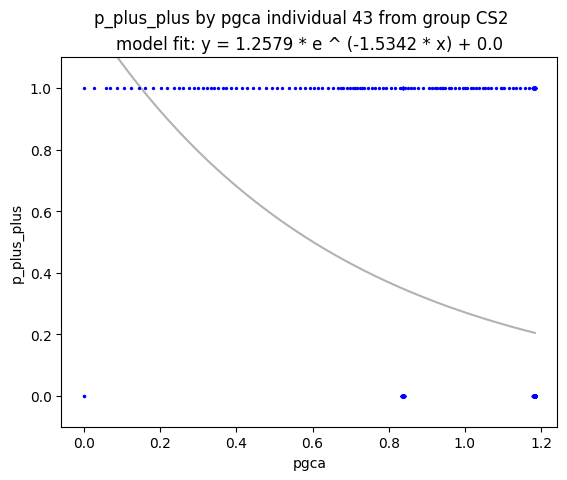 p_plus_plus by pgca individual 43 from group CS2
model fit: y = 1.2579 * e ^ (-1.5342 * x) + 0.0
1.0
0.8
0.6
0.4
0.2
0.0
p_plus_plus
0.0 0.2 0.4 0.6 0.8 1.0 1.2
pgca